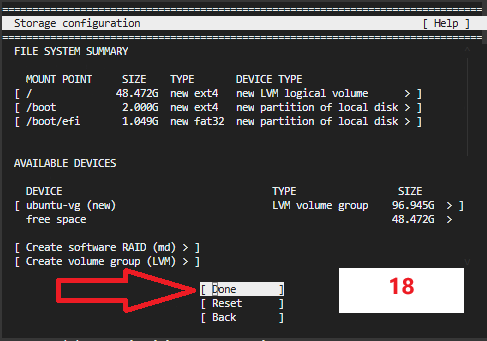 Storage configuration [ Help ]
FILE SYSTEM SUMMARY
MOUNT POINT SIZE TYPE DEVICE TYPE
[ / 48.472G new ext4 new LVM logical volume > ]
[ /boot 2.000G new ext4 new partition of local disk > ]
[ /boot/efi 1.049G new fat32 new partition of local disk > ]
AVAILABLE DEVICES
DEVICE TYPE SIZE
[ ubuntu-vg (new) LVM volume group 96.945G > ]
free space 48.472G >
[ Create software RAID (md) > ]
[ Create volume group (LVM) > ]
[ Done ]
18
[ Reset ]
[ Back ]